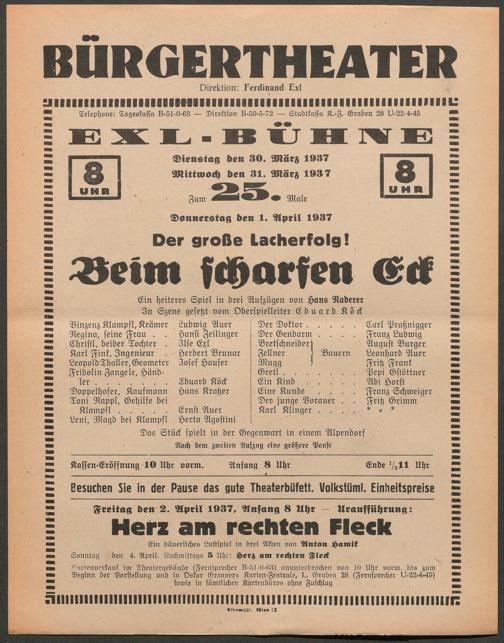 BÜRGERTHEATER
Direktion: Ferdinand Exl
Telephone: Tageskassa B-51-0-63 — Direktion B-50-5-72 — Stadtkassa K.-J. Graben 28 U-22-4-45
EXL-BÜHNE
8 UHR
Dienstag den 30. März 1937
Mittwoch den 31. März 1937
Zum 25. Male
8 UHR
Donnerstag den 1. April 1937
Der große Lacherfolg!
Beim scharfen Eck
Ein heiteres Spiel in drei Aufzügen von Hans Naderer
In Szene gesetzt vom Oberspielleiter Eduard Köck
Vinzenz Klampfl, Krämer Ludwig Auer
Regina, seine Frau . . Hansi Zeilinger
Christl, beider Tochter . Ilse Exl
Karl Fink, Ingenieur . . Herbert Brunar
Leopold Thaller, Geometer Josef Hauser
Fridolin Zangele, Händ-
ler . . . . . . . Eduard Köck
Doppelhofer, Kaufmann Hans Kratzer
Toni Rappl, Gehilfe bei
Klampfl . . . . . Ernst Auer
Leni, Magd bei Klampfl Herta Agostini
Der Doktor . . . . . Carl Praßnigger
Der Gendarm . . . . Franz Ludwig
Bretschneider August Burger
Zellner } Bauern Leonhard Auer
Mugg Fritz Frank
Gretl . . . . . . . Pepi Gstöttner
Ein Kind . . . . . Adi Horst
Eine Kundschaft . . Franz Schweiger
Der junge Vorauer . . Fritz Grimm
Karl Klinger . . . . * * *
Das Stück spielt in der Gegenwart in einem Alpendorf
Nach dem zweiten Aufzug eine größere Pause
Kassen-Eröffnung 10 Uhr vorm. Anfang 8 Uhr Ende ½11 Uhr
Besuchen Sie in der Pause das gute Theaterbüfett. Volkstüml. Einheitspreise
Freitag den 2. April 1937, Anfang 8 Uhr — Uraufführung:
Herz am rechten Fleck
Ein bäuerliches Lustspiel in drei Akten von Anton Hamik
Sonntag den 4. April, Nachmittags 5 Uhr: Herz am rechten Fleck
Kartenverkauf im Theatergebäude (Fernsprecher B-51-0-63) ununterbrochen von 10 Uhr vorm. bis zum
Beginn der Vorstellung und in Oskar Gronners Karten-Zentrale, I., Graben 28 (Fernsprecher U-22-4-45)
sowie in sämtlichen Kartenbüros ohne Zuschlag